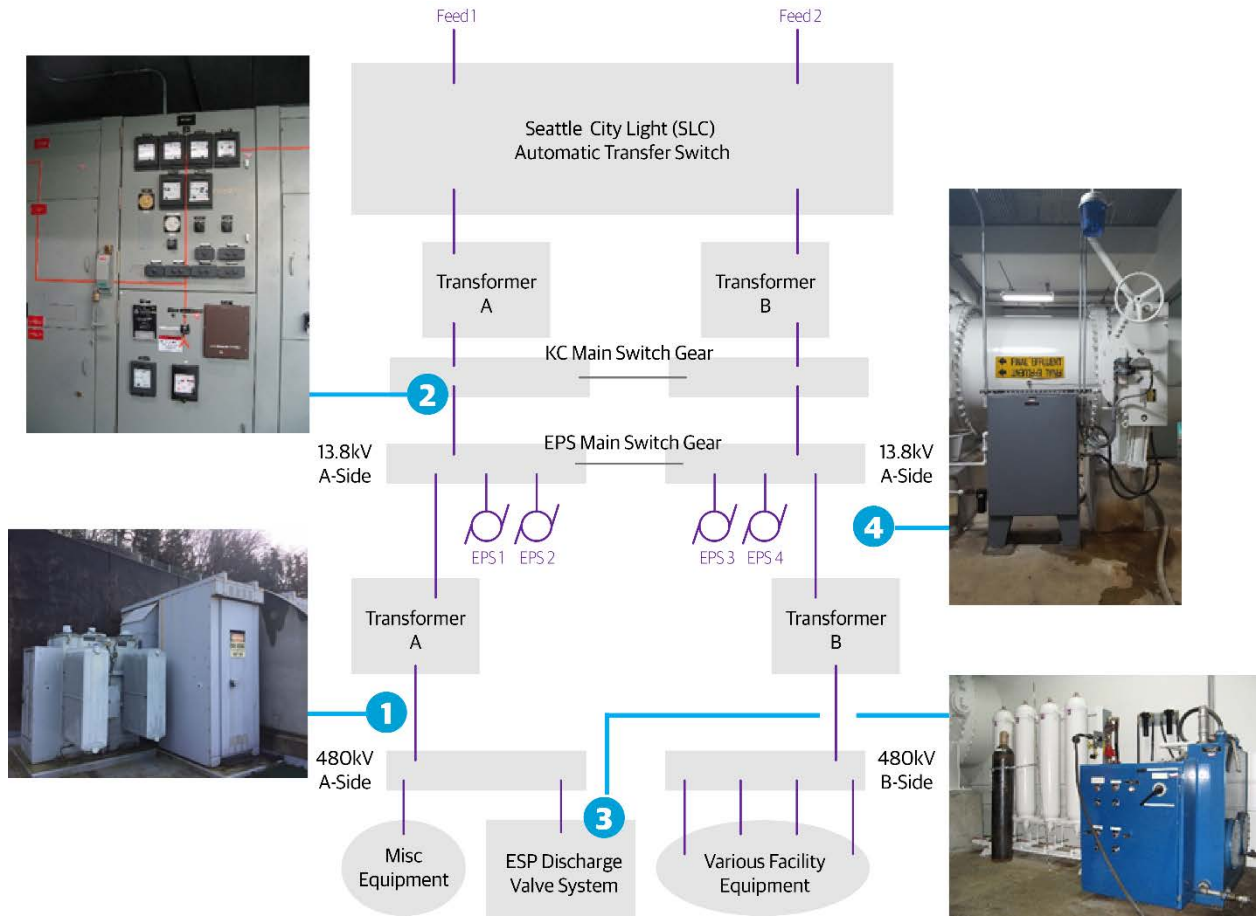 Feed 1
Feed 2
Seattle City Light (SLC)
Automatic Transfer Switch
Transformer
A
Transformer
B
KC Main Switch Gear
2
EPS Main Switch Gear
13.8kV
A-Side
13.8kV
A-Side
EPS 1
EPS 2
EPS 3
EPS 4
4
FINAL EFFLUENT
FINAL EFFLUENT
Transformer
A
Transformer
B
1
480kV
A-Side
480kV
B-Side
3
Misc
Equipment
ESP Discharge
Valve System
Various Facility
Equipment